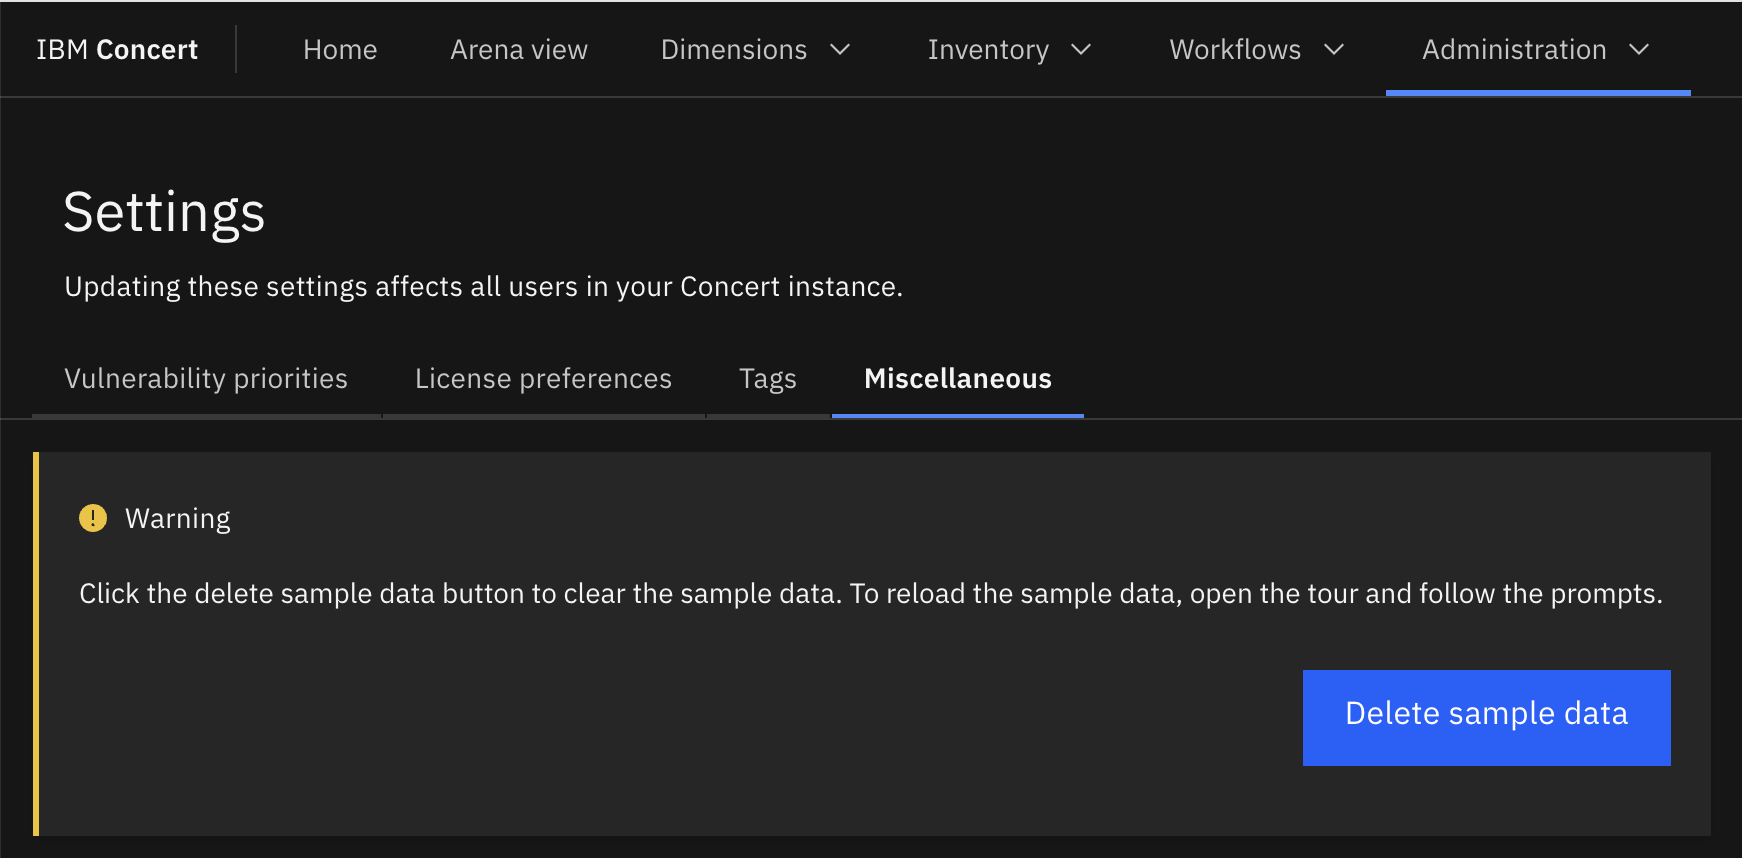 IBM Concert Home Arena view Dimensions Inventory Workflows Administration
Settings
Updating these settings affects all users in your Concert instance.
Vulnerability priorities License preferences Tags Miscellaneous
Warning
Click the delete sample data button to clear the sample data. To reload the sample data, open the tour and follow the prompts.
Delete sample data